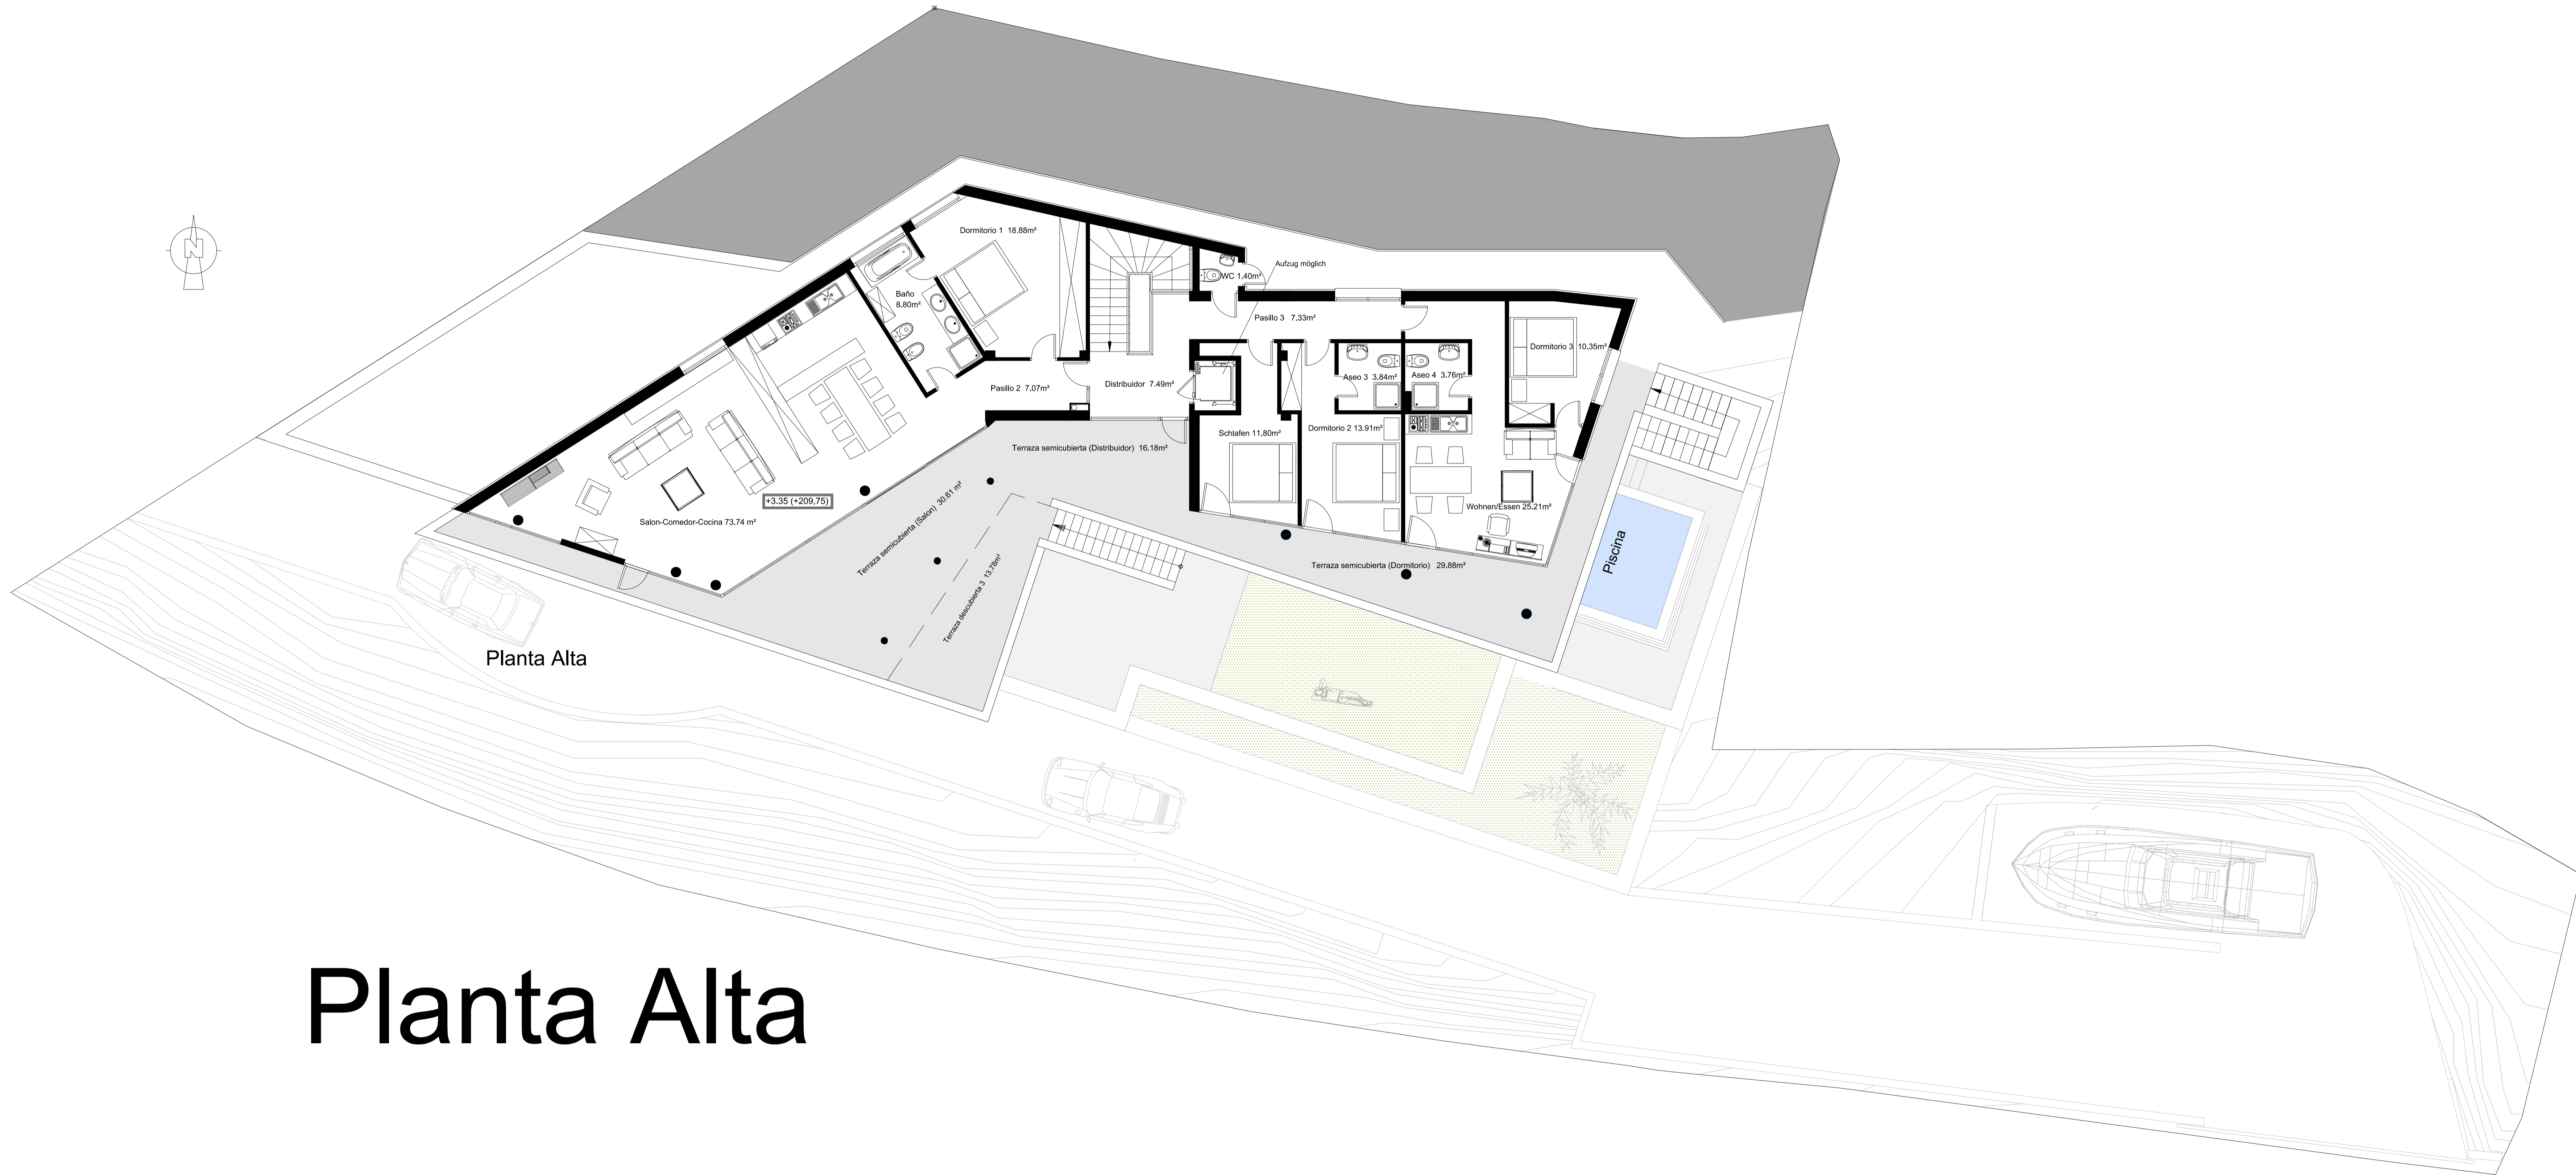 N
Dormitorio 1 18.88m²
Baño
8.80m²
WC 1.40m²
Aufzug möglich
Pasillo 3 7,33m²
Dormitorio 3 10.35m²
Pasillo 2 7.07m²
Distribuidor 7.49m²
Aseo 3 3.84m²
Aseo 4 3.76m²
Schlafen 11.80m²
Dormitorio 2 13.91m²
Terraza semicubierta (Distribuidor) 16.18m²
+3.35 (+209,75)
Salon-Comedor-Cocina 73.74 m²
Terraza semicubierta (Salon) 30.61 m²
Terraza descubierta 3 13.78m²
Wohnen/Essen 25.21m²
Terraza semicubierta (Dormitorio) 29.88m²
Piscina
Planta Alta
Planta Alta